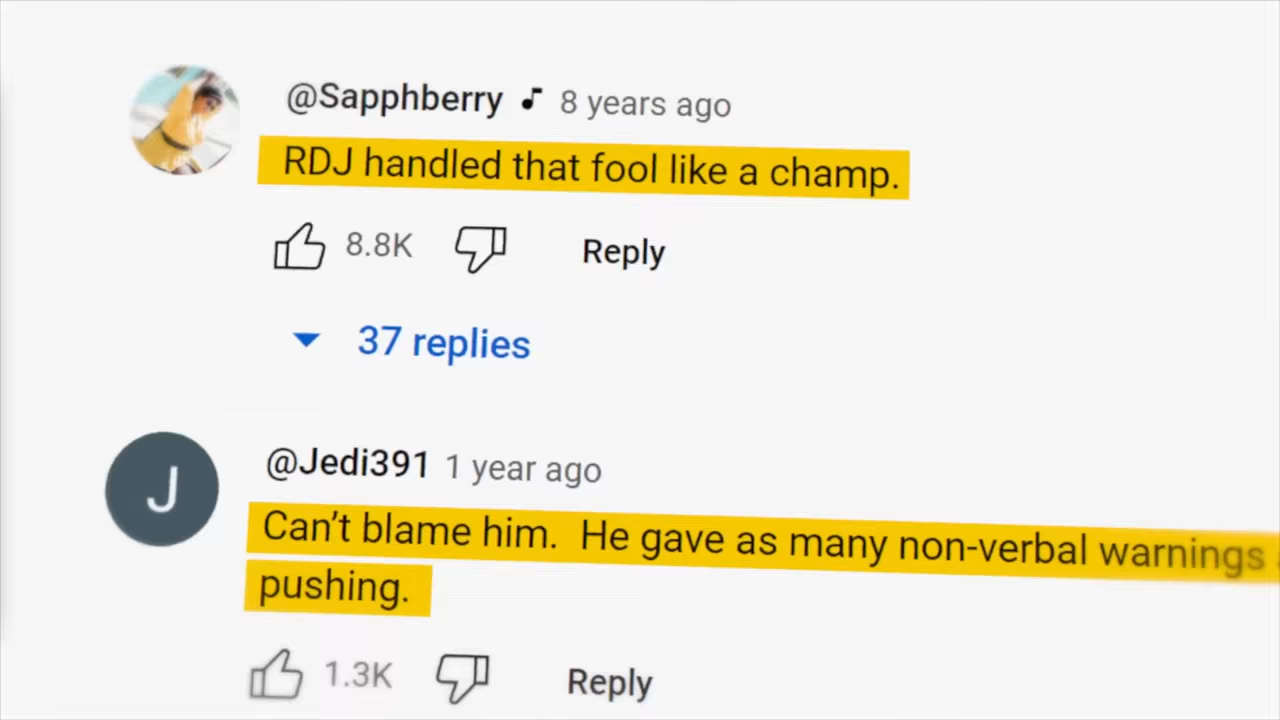 @Sapphberry 8 years ago
RDJ handled that fool like a champ.
8.8K Reply
37 replies
J
@Jedi391 1 year ago
Can’t blame him. He gave as many non-verbal warnings
pushing.
1.3K Reply